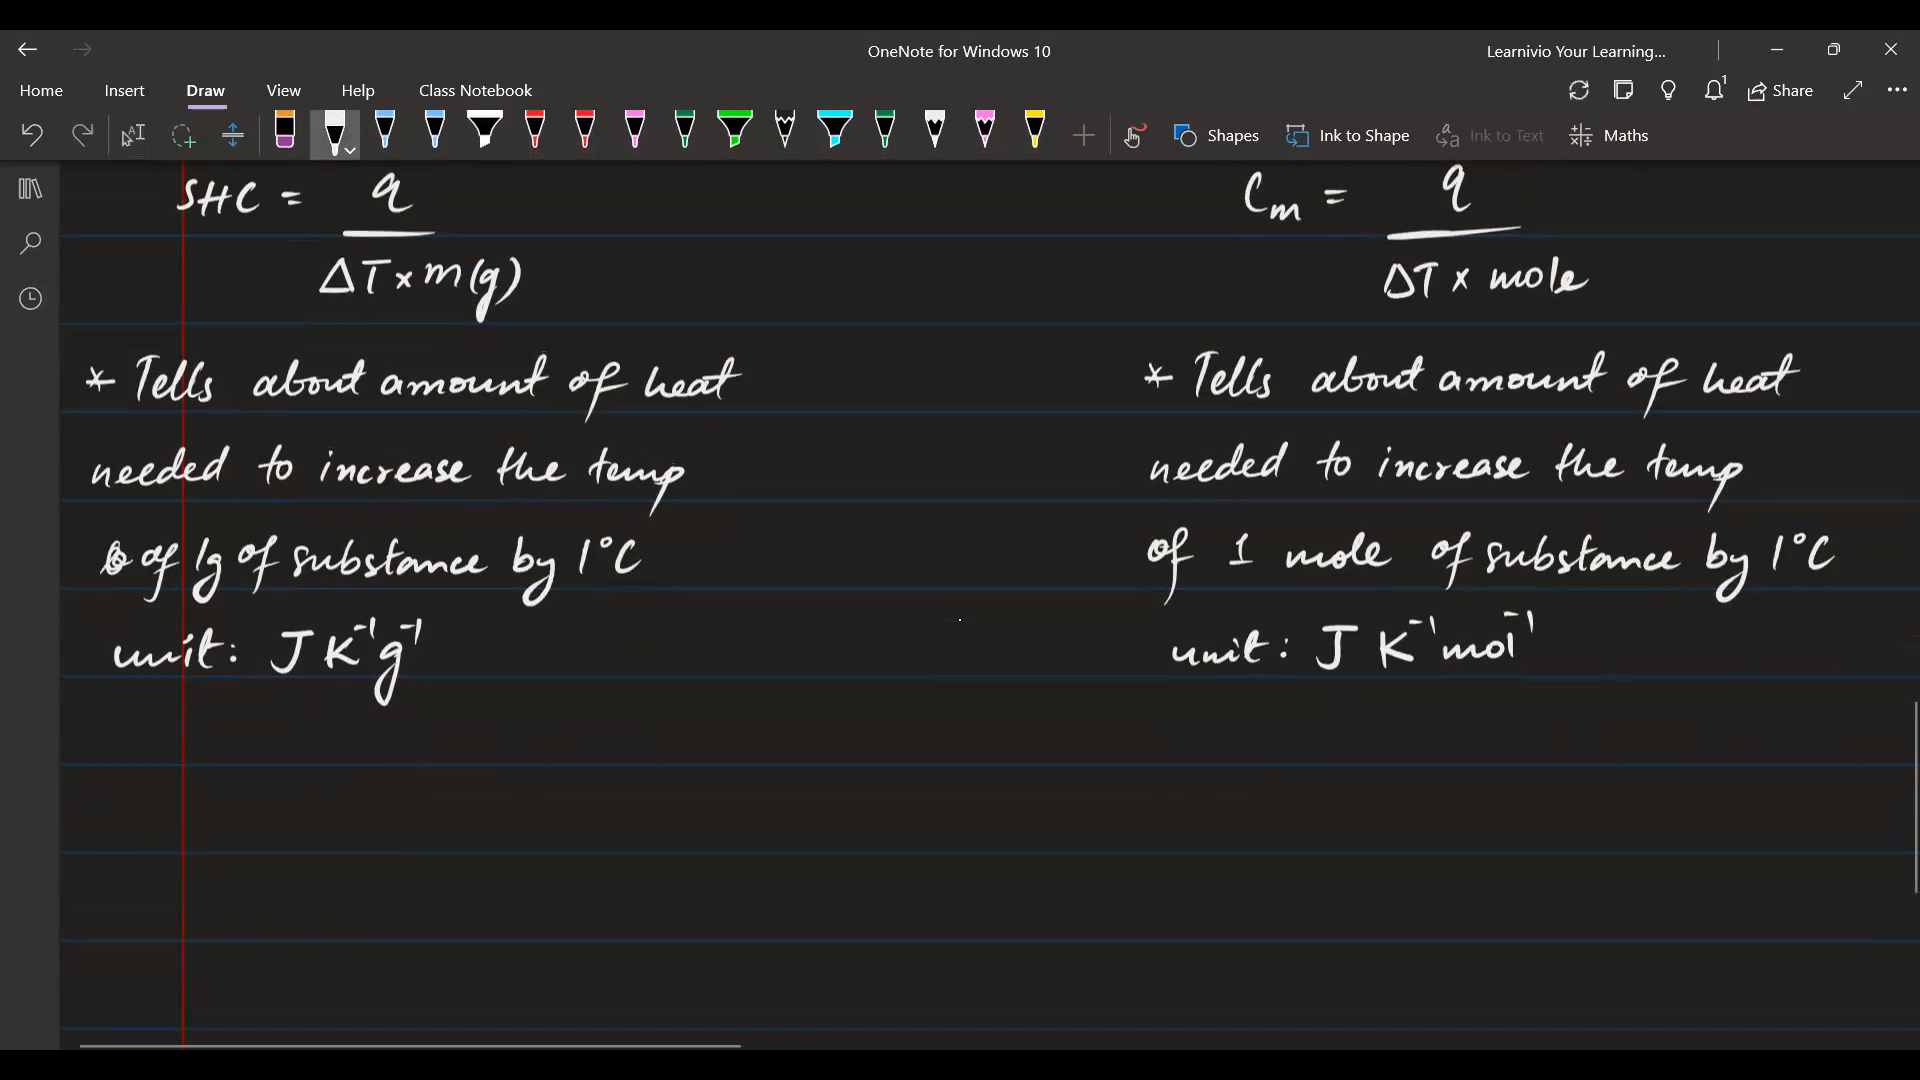 OneNote for Windows 10
Learnivio Your Learning...
Home Insert Draw View Help Class Notebook
1 Share
Shapes Ink to Shape Ink to Text Maths
SHC = q
ΔT × m(g)
* Tells about amount of heat
needed to increase the temp
of 1g of substance by 1°C
unit: J K⁻¹g⁻¹
Cm = q
ΔT × mole
* Tells about amount of heat
needed to increase the temp
of 1 mole of substance by 1°C
unit: J K⁻¹mol⁻¹